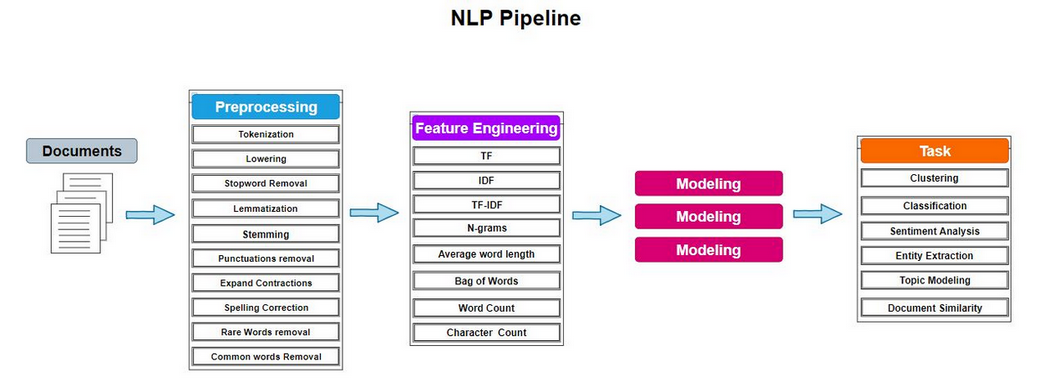 NLP Pipeline
Documents
Preprocessing
Tokenization
Lowering
Stopword Removal
Lemmatization
Stemming
Punctuations removal
Expand Contractions
Spelling Correction
Rare Words removal
Common words Removal
Feature Engineering
TF
IDF
TF-IDF
N-grams
Average word length
Bag of Words
Word Count
Character Count
Modeling
Modeling
Modeling
Task
Clustering
Classification
Sentiment Analysis
Entity Extraction
Topic Modeling
Document Similarity